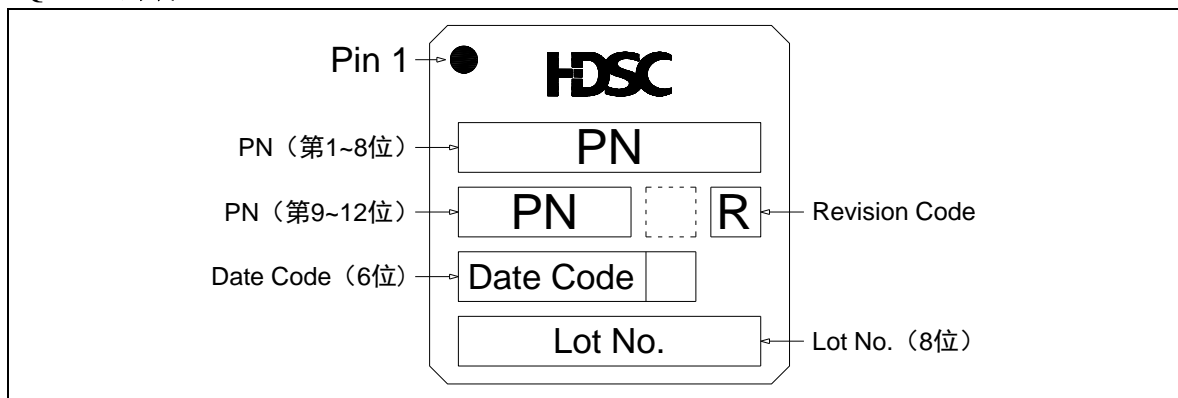 Pin 1
HDSC
PN（第1~8位）
PN
PN（第9~12位）
PN
R
Revision Code
Date Code（6位）
Date Code
Lot No.
Lot No.（8位）